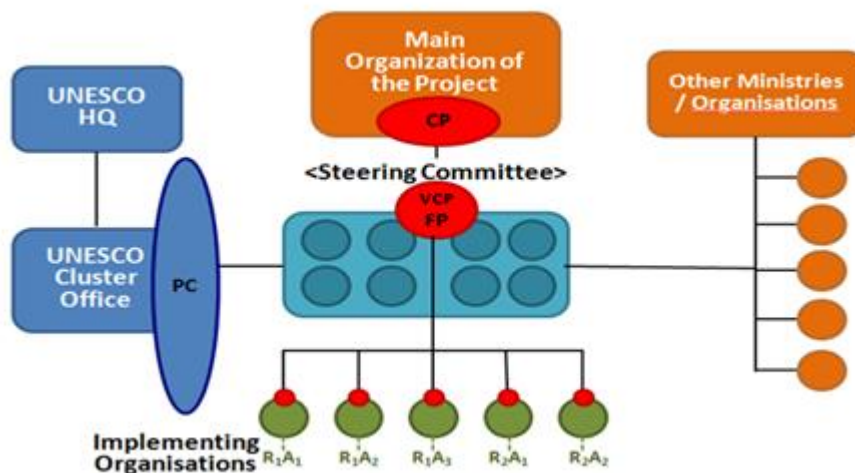 Main
Organization of
the Project
CP
UNESCO
HQ
Other Ministries
/ Organisations
<Steering Committee>
VCP
FP
UNESCO
Cluster
Office
PC
Implementing
Organisations
R₁A₁
R₁A₂
R₁A₃
R₂A₁
R₂A₂